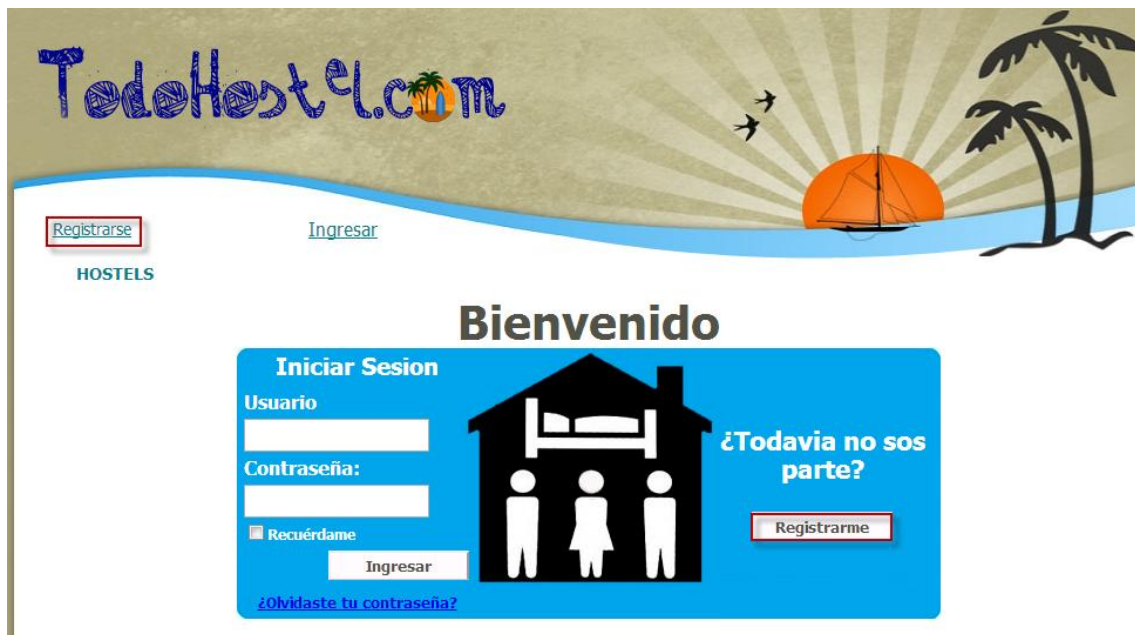 TodoHostel.com
Registrarse
Ingresar
HOSTELS
Bienvenido
Iniciar Sesion
Usuario
Contraseña:
Recuérdame
Ingresar
¿Olvidaste tu contraseña?
¿Todavia no sos
parte?
Registrarme